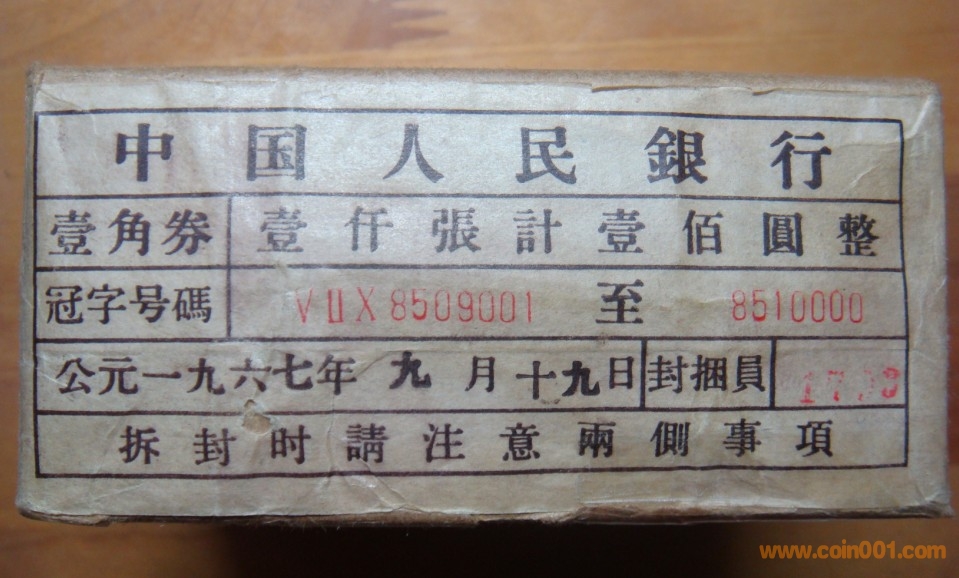 中国人民銀行
壹角券 壹仟張計壹佰圓整
冠字号碼 VⅡX 8509001 至 8510000
公元一九六七年 九月十九日 封捆員
拆封时請注意兩側事項
www.coin001.com